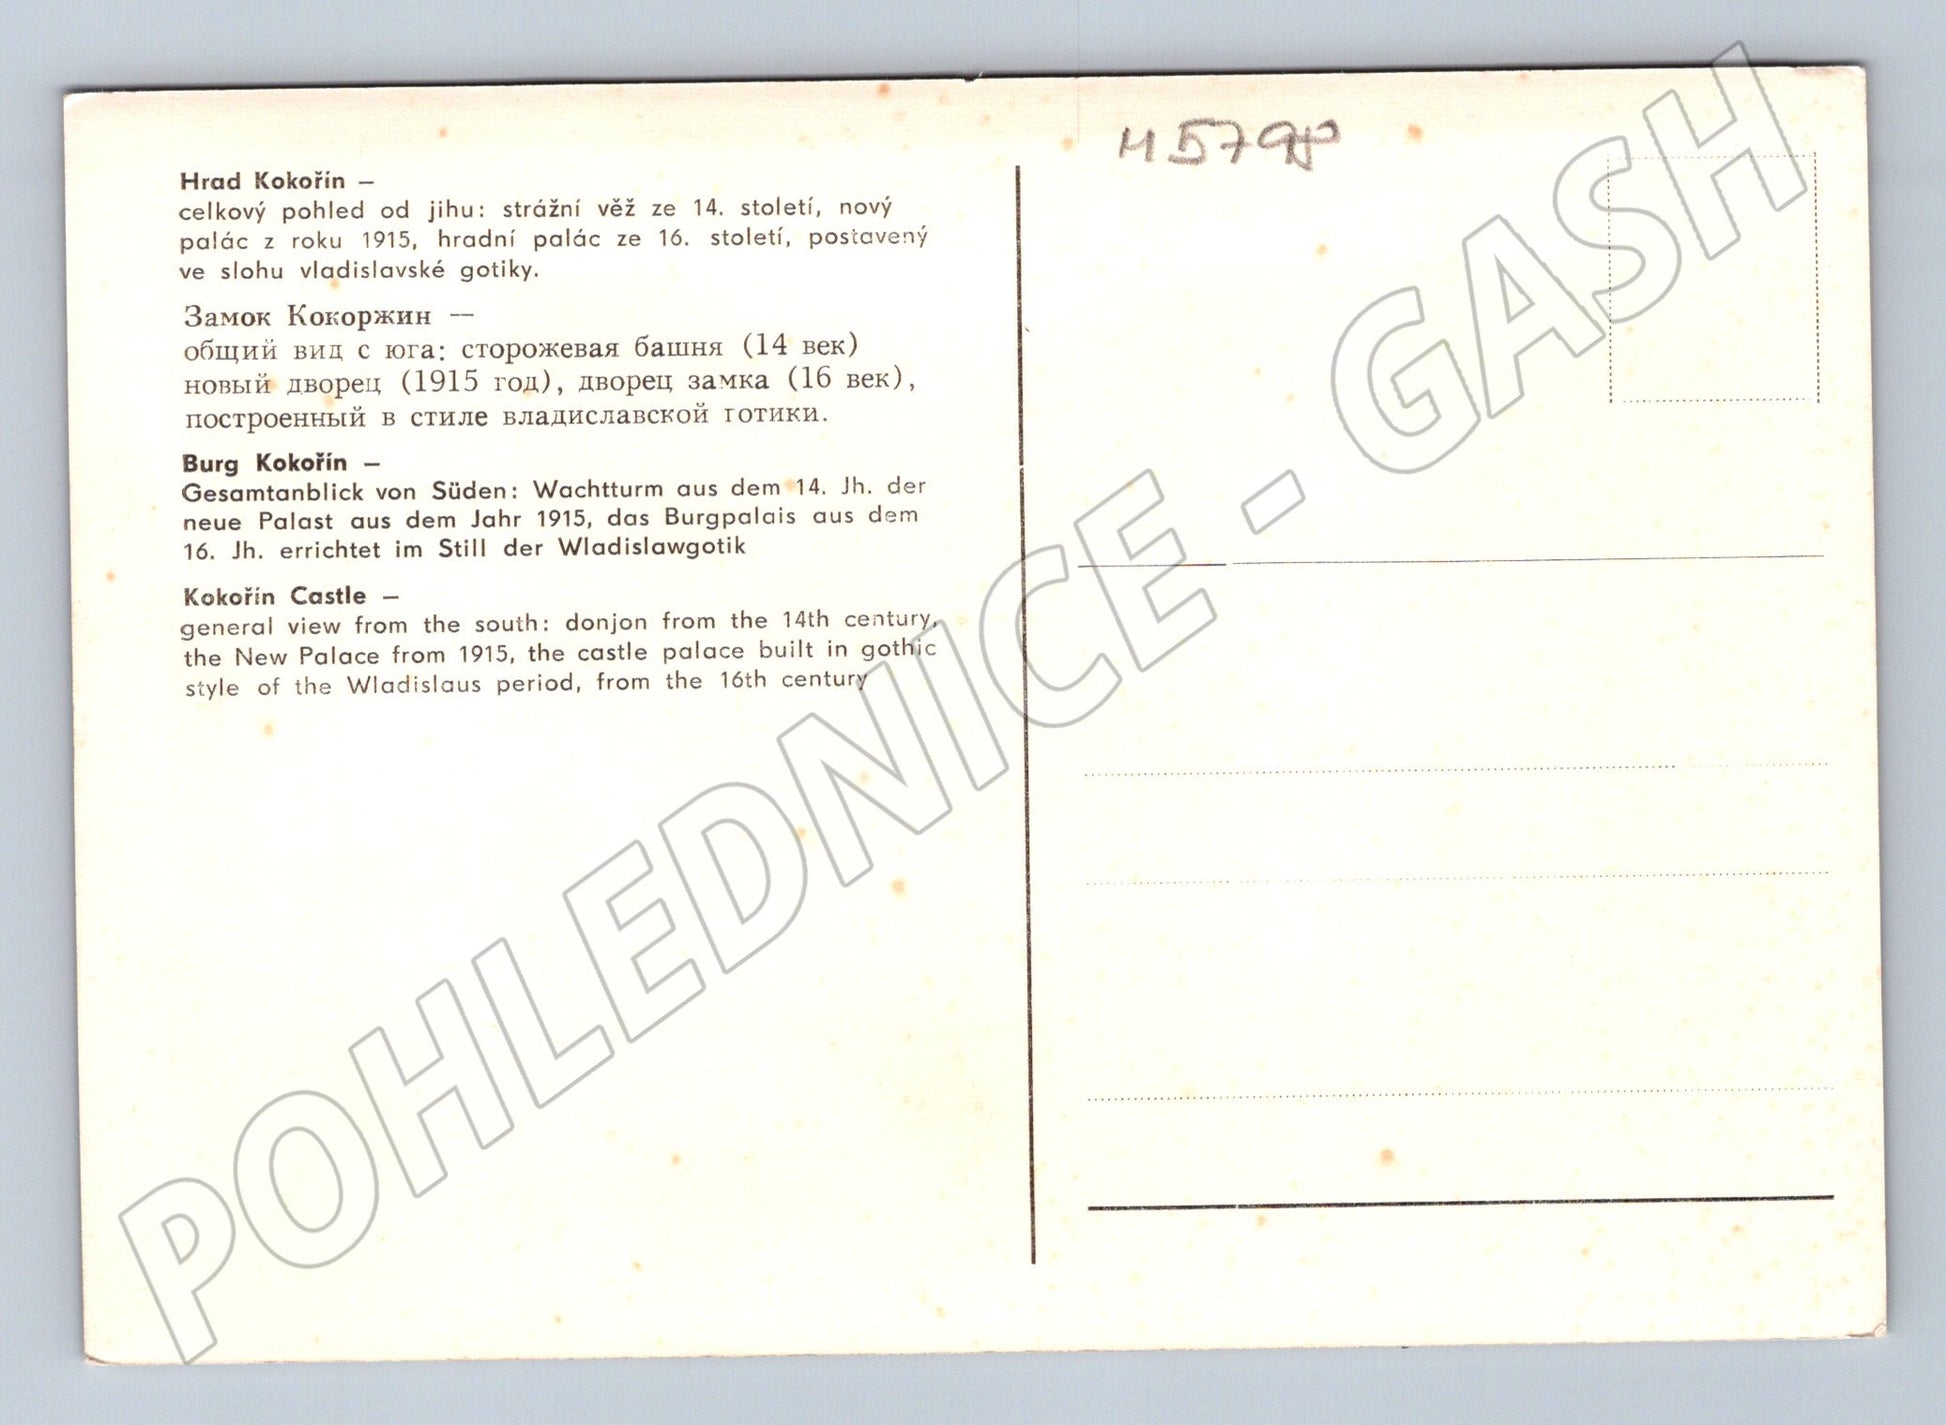 Hrad Kokořín –
celkový pohled od jihu: strážní věž ze 14. století, nový
palác z roku 1915, hradní palác ze 16. století, postavený
ve slohu vladislavské gotiky.
Замок Кокоржин —
общий вид с юга: сторожевая башня (14 век)
новый дворец (1915 год), дворец замка (16 век),
построенный в стиле владиславской готики.
Burg Kokořín –
Gesamtanblick von Süden: Wachtturm aus dem 14. Jh. der
neue Palast aus dem Jahr 1915, das Burgpalais aus dem
16. Jh. errichtet im Still der Wladislawgotik
Kokořín Castle –
general view from the south: donjon from the 14th century,
the New Palace from 1915, the castle palace built in gothic
style of the Wladislaus period, from the 16th century
POHLEDNICE - GASH